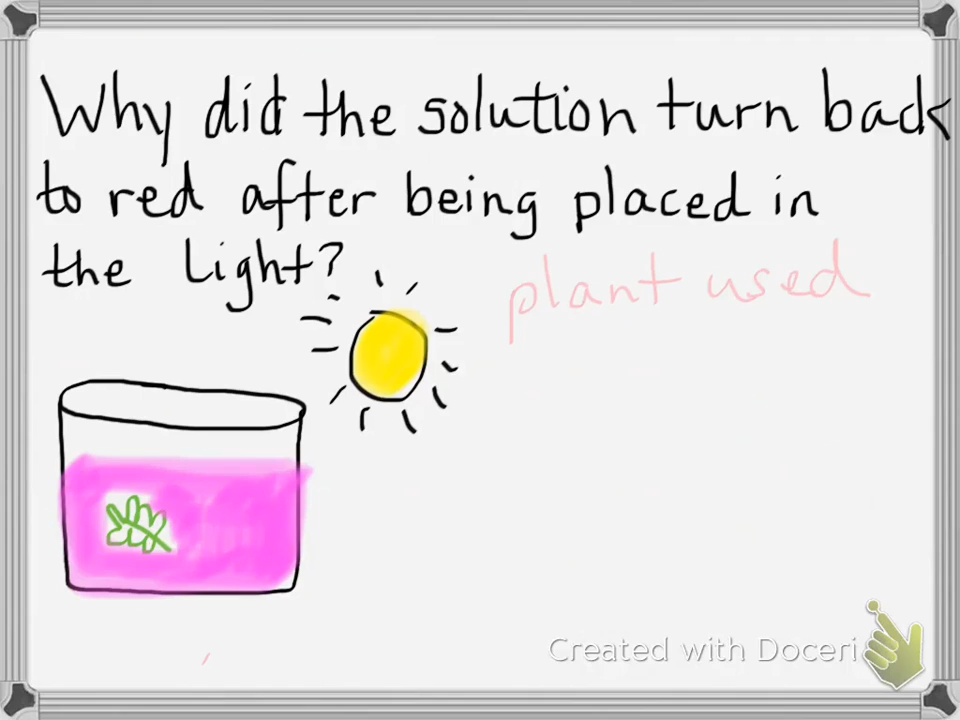 Why did the solution turn back
to red after being placed in
the Light?
plant used
Created with Doceri